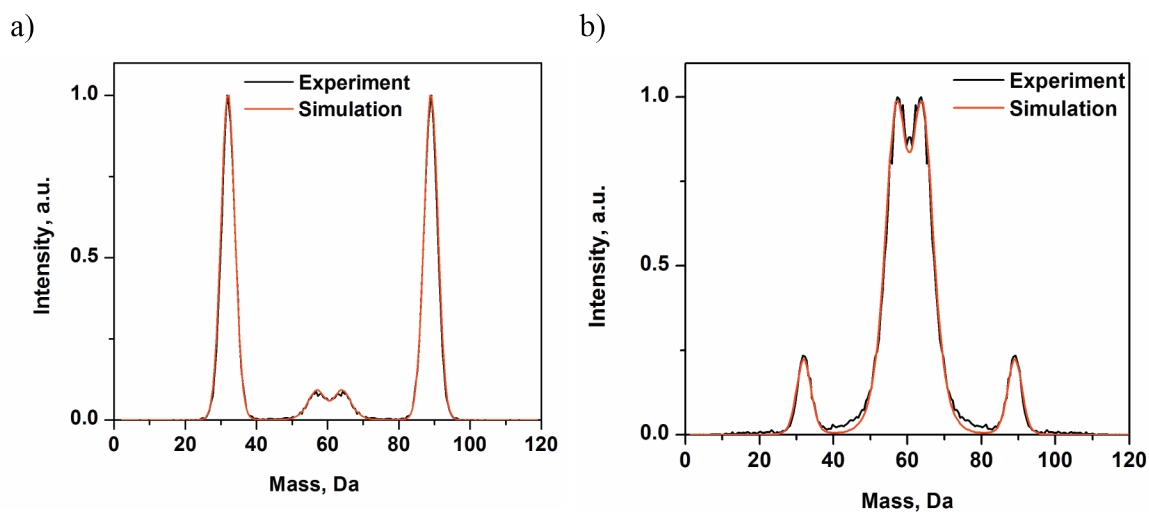 a)
Experiment
Simulation
1.0
0.5
0.0
Intensity, a.u.
0 20 40 60 80 100 120
Mass, Da
b)
Experiment
Simulation
1.0
0.5
0.0
Intensity, a.u.
0 20 40 60 80 100 120
Mass, Da